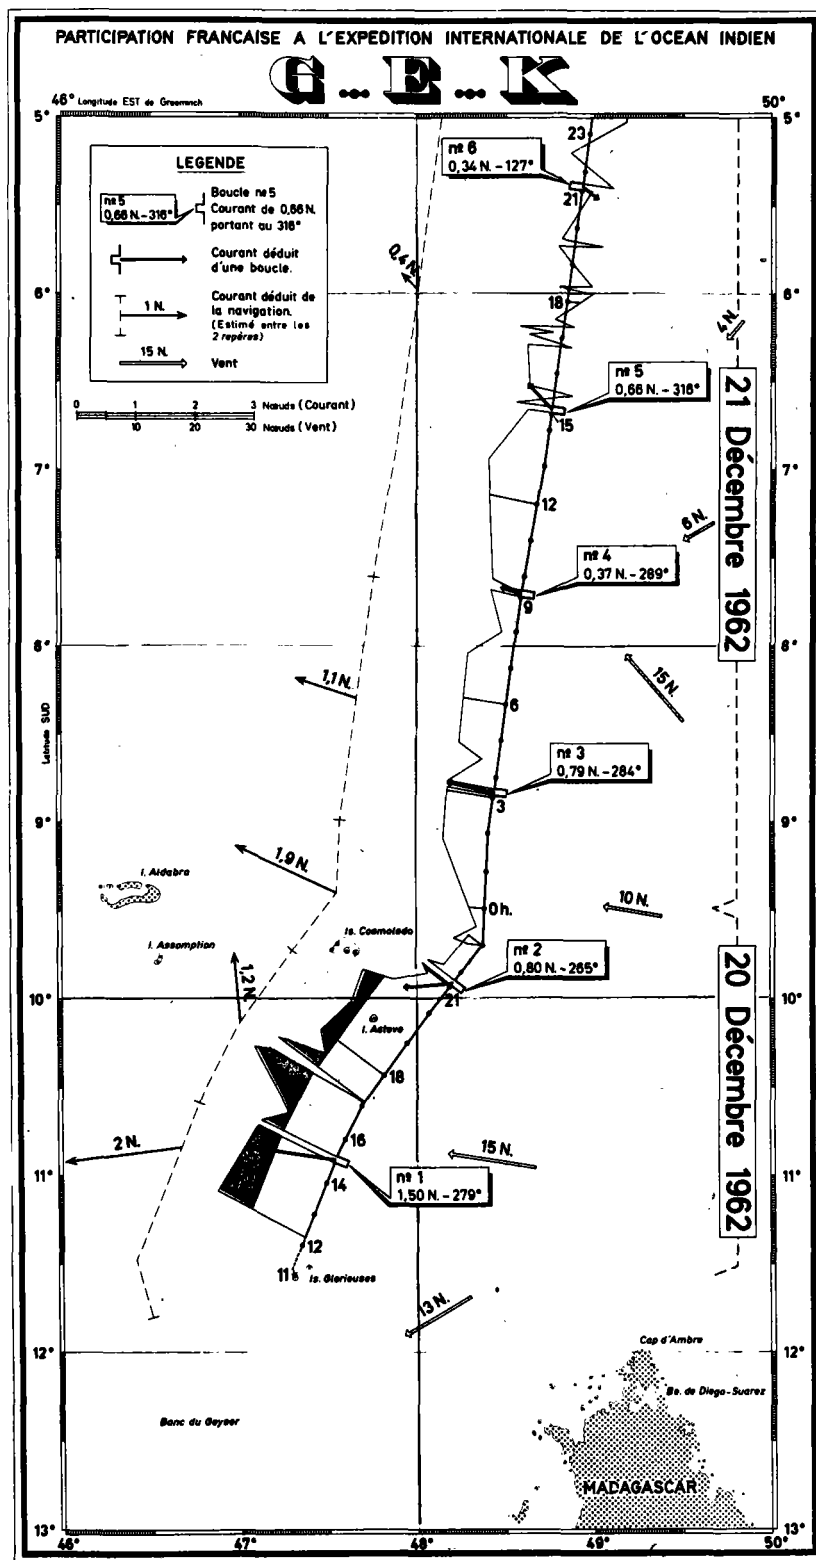 PARTICIPATION FRANCAISE A L'EXPEDITION INTERNATIONALE DE L'OCEAN INDIEN
G...E...K
46° Longitude EST de Greenwich
50°
5°
5°
LEGENDE
nº 5
0,66 N.-316°
Boucle nº 5
Courant de 0,66 N.
portant au 316°
Courant déduit
d'une boucle.
1 N.
Courant déduit de
la navigation.
(Estimé entre les
2 repères)
15 N.
Vent
0 1 3 Nœuds (Courant)
10 20 30 Nœuds (Vent)
23
nº 6
0,34 N.-127°
21
0,4 N.
6°
6°
18
4 N.
nº 5
0,66 N.-316°
15
21 Décembre 1962
7°
7°
12
6 N.
nº 4
0,37 N.-289°
9
8°
8°
1,1 N.
15 N.
6
Latitude SUD
nº 3
0,79 N.-284°
3
9°
9°
1,9 N.
I. Aldabra
10 N.
0 h.
I. Assomption
Is. Cosmoledo
1,2 N.
nº 2
0,80 N.-265°
20 Décembre 1962
10°
10°
21
I. Astove
18
16
2 N.
15 N.
11°
11°
14
nº 1
1,50 N.-279°
12
11
Is. Glorieuses
13 N.
12°
12°
Cap d'Ambre
Be. de Diego-Suarez
Banc du Geyser
MADAGASCAR
13°
13°
46° 47° 48° 49° 50°